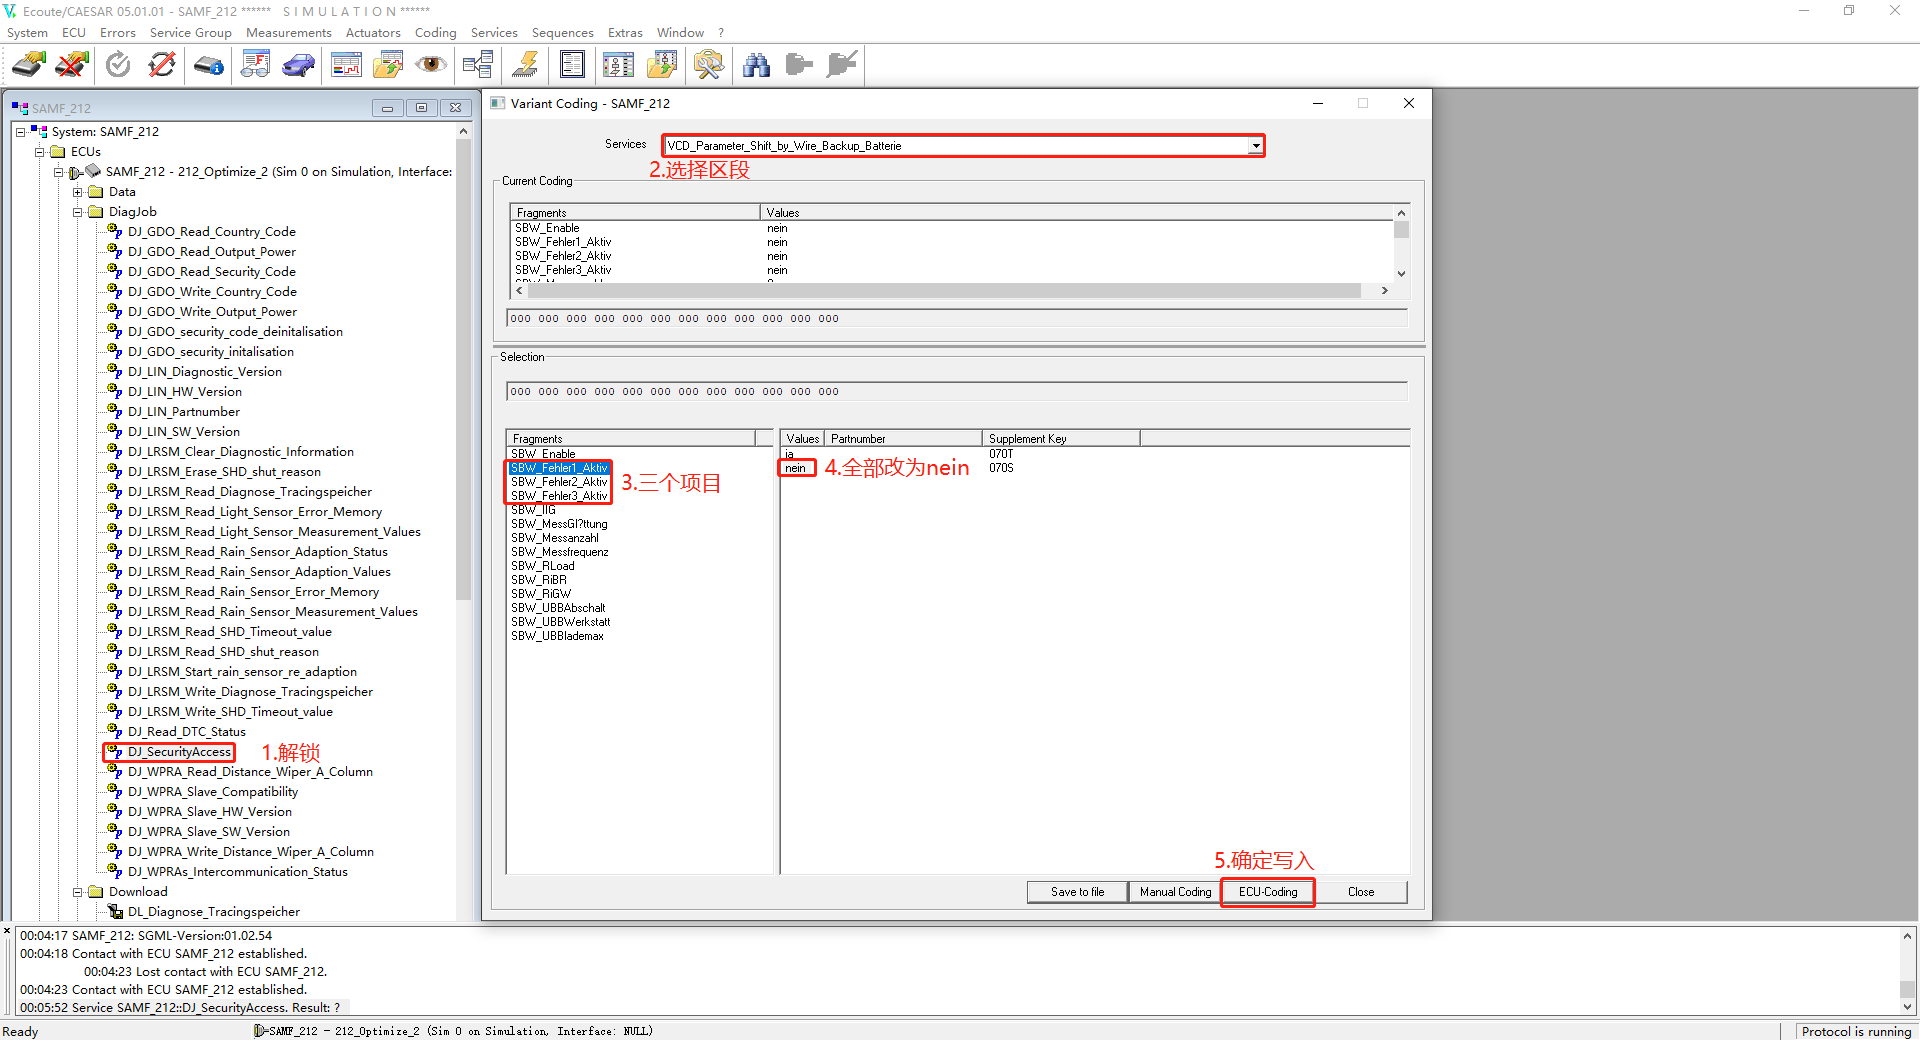 Ecoute/CAESAR 05.01.01 - SAMF_212 ****** S I M U L A T I O N ******
System ECU Errors Service Group Measurements Actuators Coding Services Sequences Extras Window ?
SAMF_212
System: SAMF_212
ECUs
SAMF_212 - 212_Optimize_2 (Sim 0 on Simulation, Interface:
Data
DiagJob
DJ_GDO_Read_Country_Code
DJ_GDO_Read_Output_Power
DJ_GDO_Read_Security_Code
DJ_GDO_Write_Country_Code
DJ_GDO_Write_Output_Power
DJ_GDO_security_code_deinitalisation
DJ_GDO_security_initalisation
DJ_LIN_Diagnostic_Version
DJ_LIN_HW_Version
DJ_LIN_Partnumber
DJ_LIN_SW_Version
DJ_LRSM_Clear_Diagnostic_Information
DJ_LRSM_Erase_SHD_shut_reason
DJ_LRSM_Read_Diagnose_Tracingspeicher
DJ_LRSM_Read_Light_Sensor_Error_Memory
DJ_LRSM_Read_Light_Sensor_Measurement_Values
DJ_LRSM_Read_Rain_Sensor_Adaption_Status
DJ_LRSM_Read_Rain_Sensor_Adaption_Values
DJ_LRSM_Read_Rain_Sensor_Error_Memory
DJ_LRSM_Read_Rain_Sensor_Measurement_Values
DJ_LRSM_Read_SHD_Timeout_value
DJ_LRSM_Read_SHD_shut_reason
DJ_LRSM_Start_rain_sensor_re_adaption
DJ_LRSM_Write_Diagnose_Tracingspeicher
DJ_LRSM_Write_SHD_Timeout_value
DJ_Read_DTC_Status
DJ_SecurityAccess 1.解锁
DJ_WPRA_Read_Distance_Wiper_A_Column
DJ_WPRA_Slave_Compatibility
DJ_WPRA_Slave_HW_Version
DJ_WPRA_Slave_SW_Version
DJ_WPRA_Write_Distance_Wiper_A_Column
DJ_WPRAs_Intercommunication_Status
Download
DL_Diagnose_Tracingspeicher
Variant Coding - SAMF_212
Services VCD_Parameter_Shift_by_Wire_Backup_Batterie
2.选择区段
Current Coding
Fragments Values
SBW_Enable nein
SBW_Fehler1_Aktiv nein
SBW_Fehler2_Aktiv nein
SBW_Fehler3_Aktiv nein
000 000 000 000 000 000 000 000 000 000 000 000
Selection
000 000 000 000 000 000 000 000 000 000 000 000
Fragments Values Partnumber Supplement Key
SBW_Enable ja 070T
SBW_Fehler1_Aktiv nein 4.全部改为nein 070S
SBW_Fehler2_Aktiv 3.三个项目
SBW_Fehler3_Aktiv
SBW_IIG
SBW_MessGl?ttung
SBW_Messanzahl
SBW_Messfrequenz
SBW_RLoad
SBW_RiBR
SBW_RiGW
SBW_UBBAbschalt
SBW_UBBWerkstatt
SBW_UBBlademax
5.确定写入
Save to file Manual Coding ECU-Coding Close
00:04:17 SAMF_212: SGML-Version:01.02.54
00:04:18 Contact with ECU SAMF_212 established.
00:04:23 Lost contact with ECU SAMF_212.
00:04:23 Contact with ECU SAMF_212 established.
00:05:52 Service SAMF_212::DJ_SecurityAccess. Result: ?
Ready SAMF_212 - 212_Optimize_2 (Sim 0 on Simulation, Interface: NULL) Protocol is running